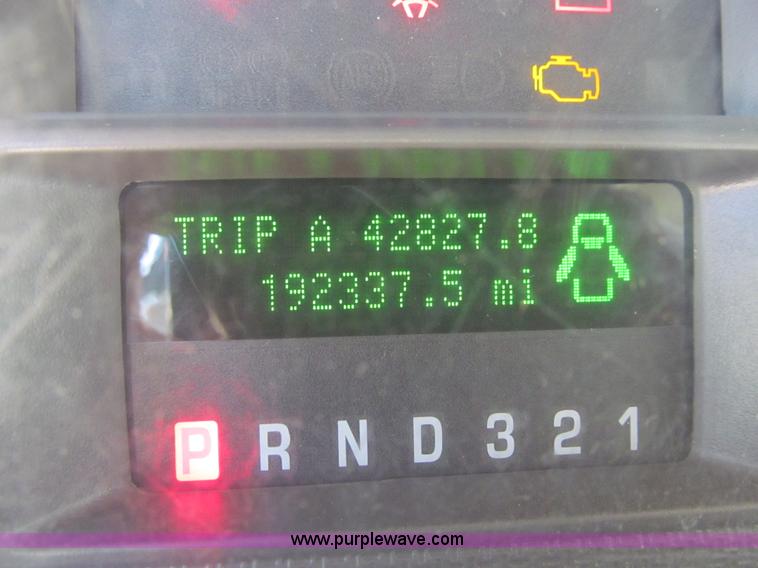 TRIP A 42827.8
192337.5 mi
P R N D 3 2 1
www.purplewave.com